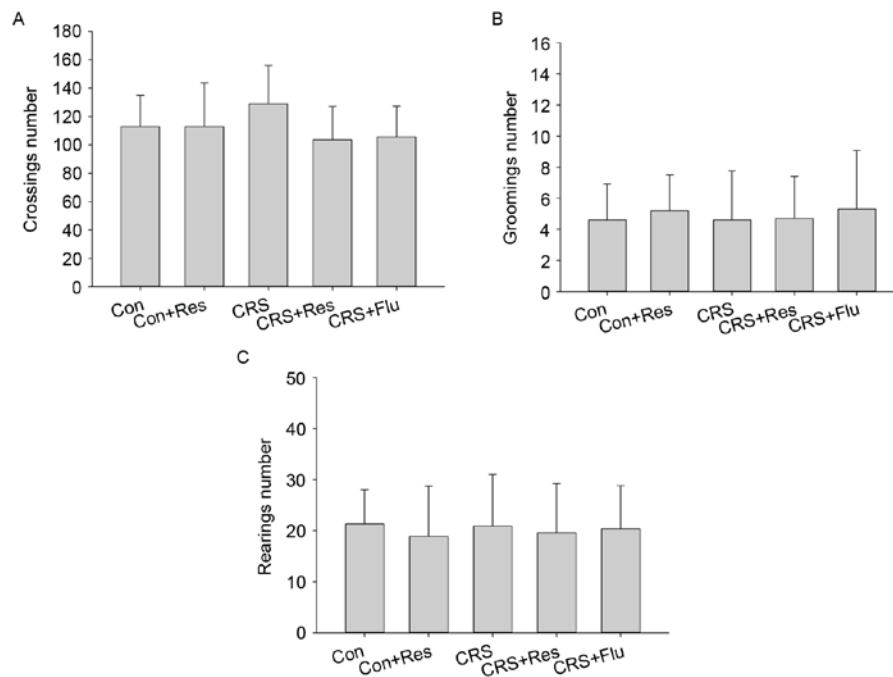 A
Crossings number
180
160
140
120
100
80
60
40
20
0
Con
Con+Res
CRS
CRS+Res
CRS+Flu
B
Groomings number
16
14
12
10
8
6
4
2
0
Con
Con+Res
CRS
CRS+Res
CRS+Flu
C
Rearings number
50
40
30
20
10
0
Con
Con+Res
CRS
CRS+Res
CRS+Flu